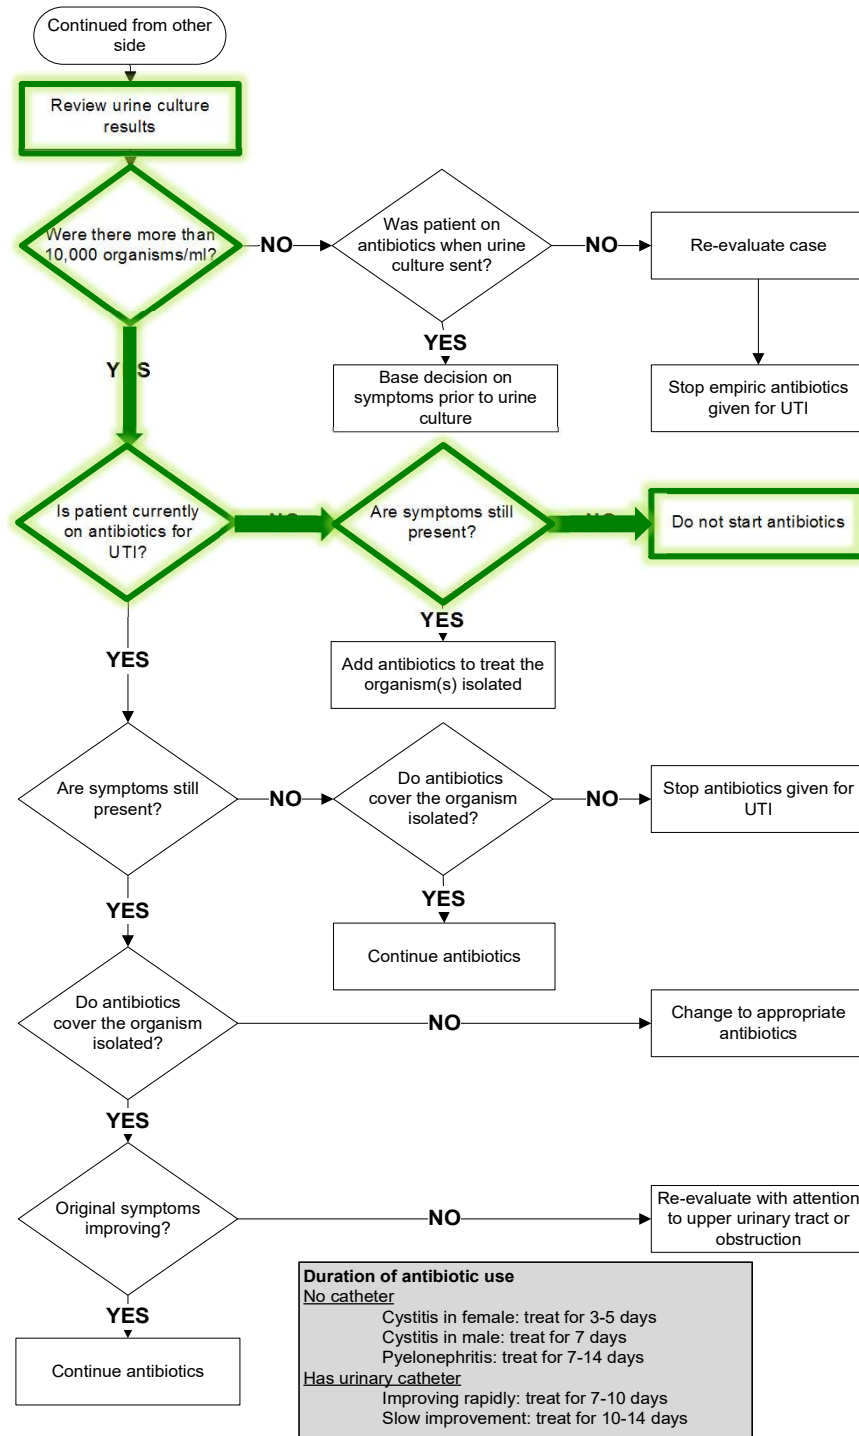 Continued from other
side
Review urine culture
results
Were there more than
10,000 organisms/ml?
NO
Was patient on
antibiotics when urine
culture sent?
NO
Re-evaluate case
YES
YES
Base decision on
symptoms prior to urine
culture
Stop empiric antibiotics
given for UTI
Is patient currently
on antibiotics for
UTI?
NO
Are symptoms still
present?
NO
Do not start antibiotics
YES
YES
Add antibiotics to treat the
organism(s) isolated
Are symptoms still
present?
NO
Do antibiotics
cover the organism
isolated?
NO
Stop antibiotics given for
UTI
YES
YES
Continue antibiotics
Do antibiotics
cover the organism
isolated?
NO
Change to appropriate
antibiotics
YES
Original symptoms
improving?
NO
Re-evaluate with attention
to upper urinary tract or
obstruction
YES
Continue antibiotics
Duration of antibiotic use
No catheter
Cystitis in female: treat for 3-5 days
Cystitis in male: treat for 7 days
Pyelonephritis: treat for 7-14 days
Has urinary catheter
Improving rapidly: treat for 7-10 days
Slow improvement: treat for 10-14 days